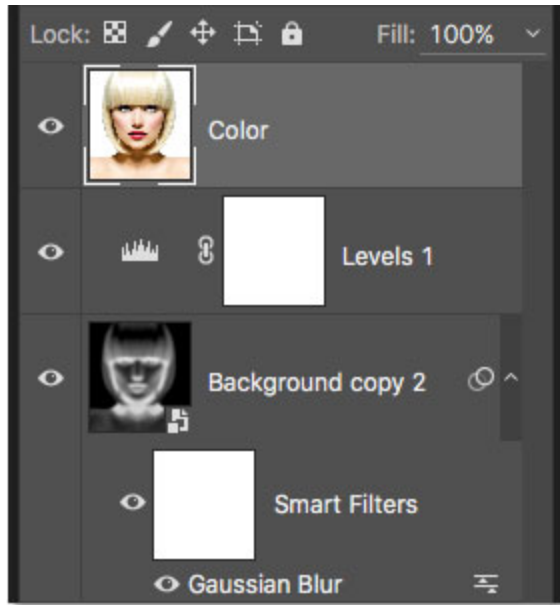 Lock: Fill: 100%
Color
Levels 1
Background copy 2
Smart Filters
Gaussian Blur